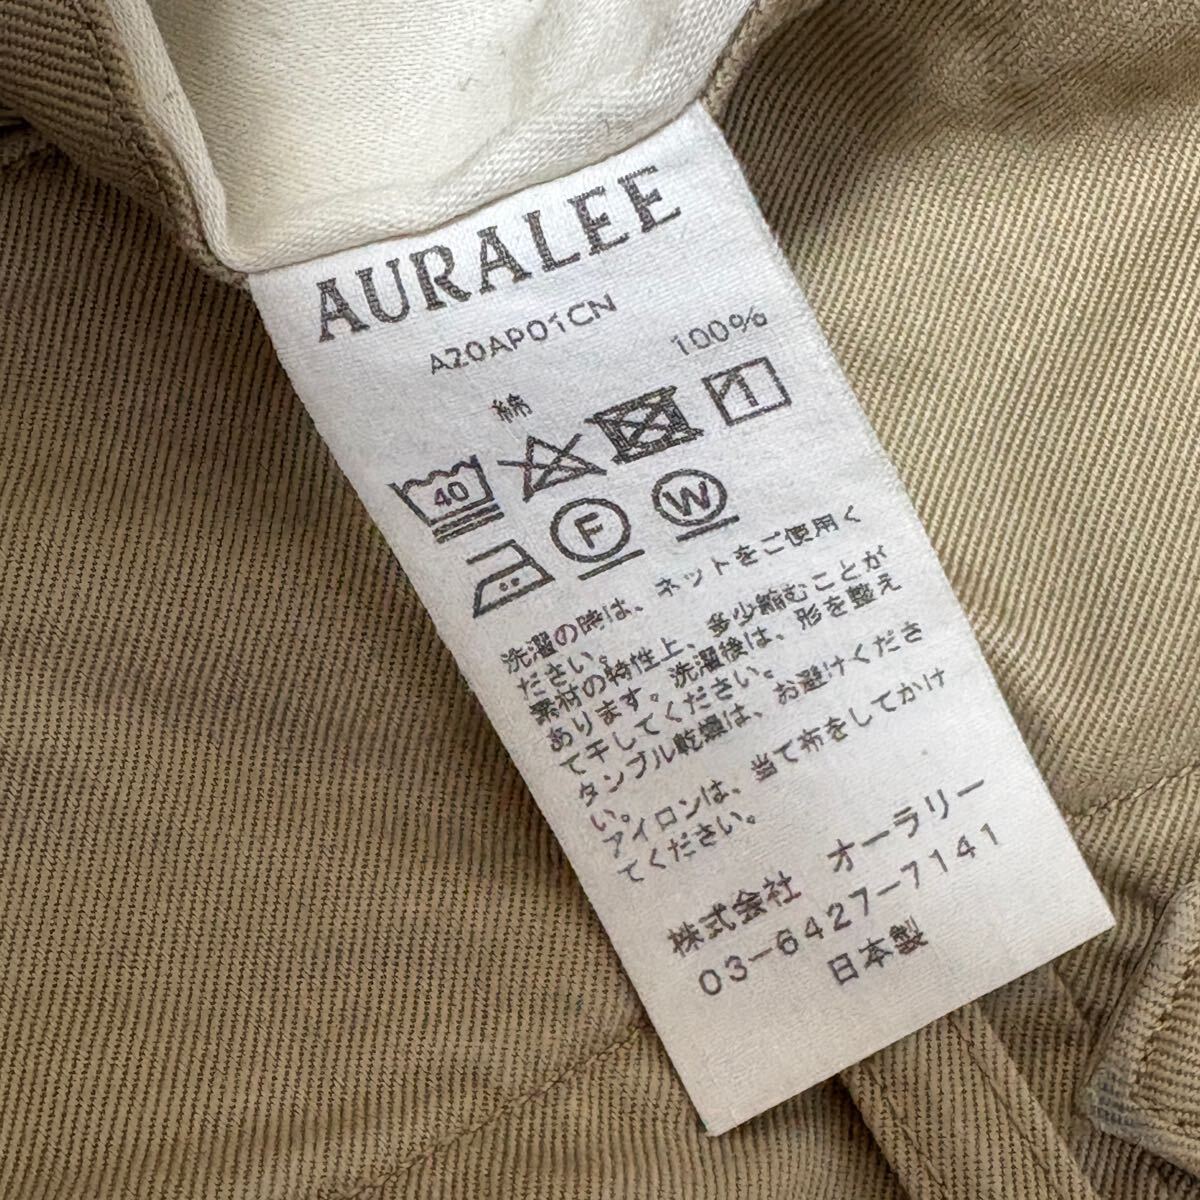 AURALEE
A20AP01CN
綿 100%
40
F W
洗濯の時は、ネットをご使用く
ださい。
素材の特性上、多少縮むことが
あります。洗濯後は、形を整え
て干してください。
タンブル乾燥は、お避けくださ
い。
アイロンは、当て布をしてかけ
てください。
株式会社 オーラリー
03-6427-7141
日本製